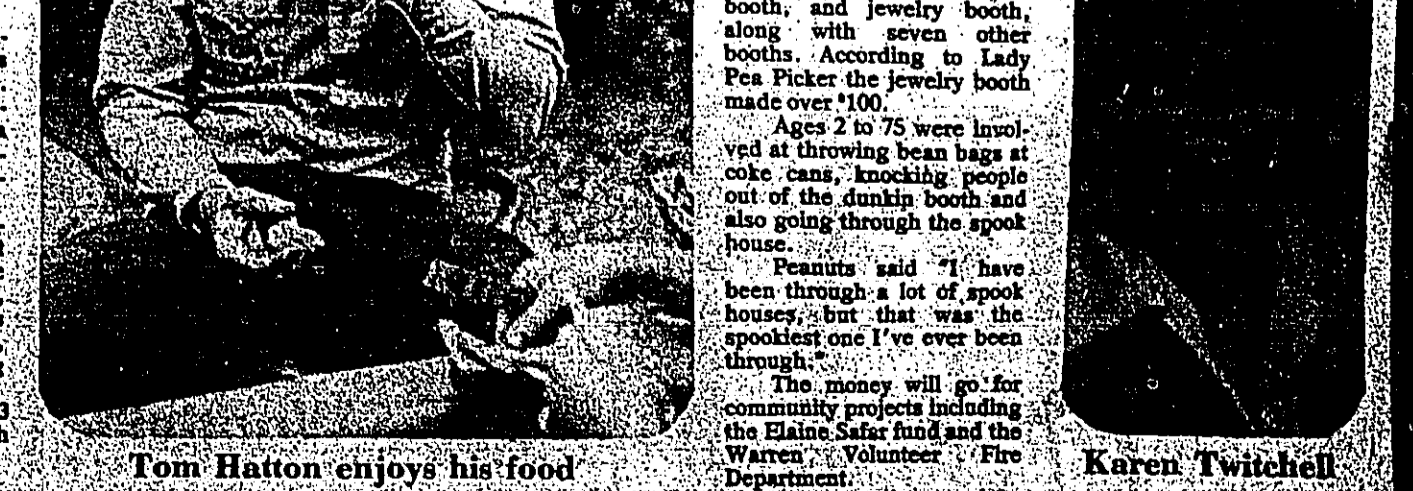 booth, and jewelry booth,
along with seven other
booths. According to Lady
Pea Picker the jewelry booth
made over $100.
Ages 2 to 75 were invol-
ved at throwing bean bags at
coke cans, knocking people
out of the dunkin booth and
also going through the spook
house.
Peanuts said "I have
been through a lot of spook
houses, but that was the
spookiest one I've ever been
through."
The money will go for
community projects including
the Elaine Safar fund and the
Warren Volunteer Fire
Department.
Tom Hatton enjoys his food
Karen Twitchell